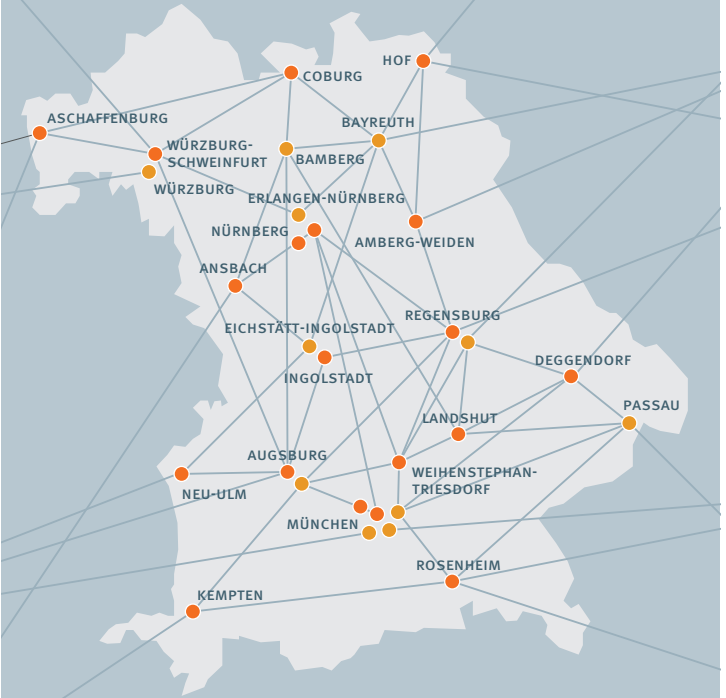 HOF
COBURG
ASCHAFFENBURG
BAYREUTH
WÜRZBURG-
SCHWEINFURT
BAMBERG
WÜRZBURG
ERLANGEN-NÜRNBERG
NÜRNBERG
AMBERG-WEIDEN
ANSBACH
REGENSBURG
EICHSTÄTT-INGOLSTADT
DEGGENDORF
INGOLSTADT
PASSAU
LANDSHUT
AUGSBURG
WEIHENSTEPHAN-
TRIESDORF
NEU-ULM
MÜNCHEN
ROSENHEIM
KEMPTEN